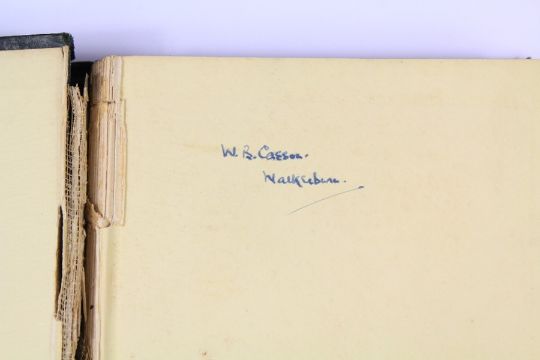 W. B. Casson.
Walkerburn.